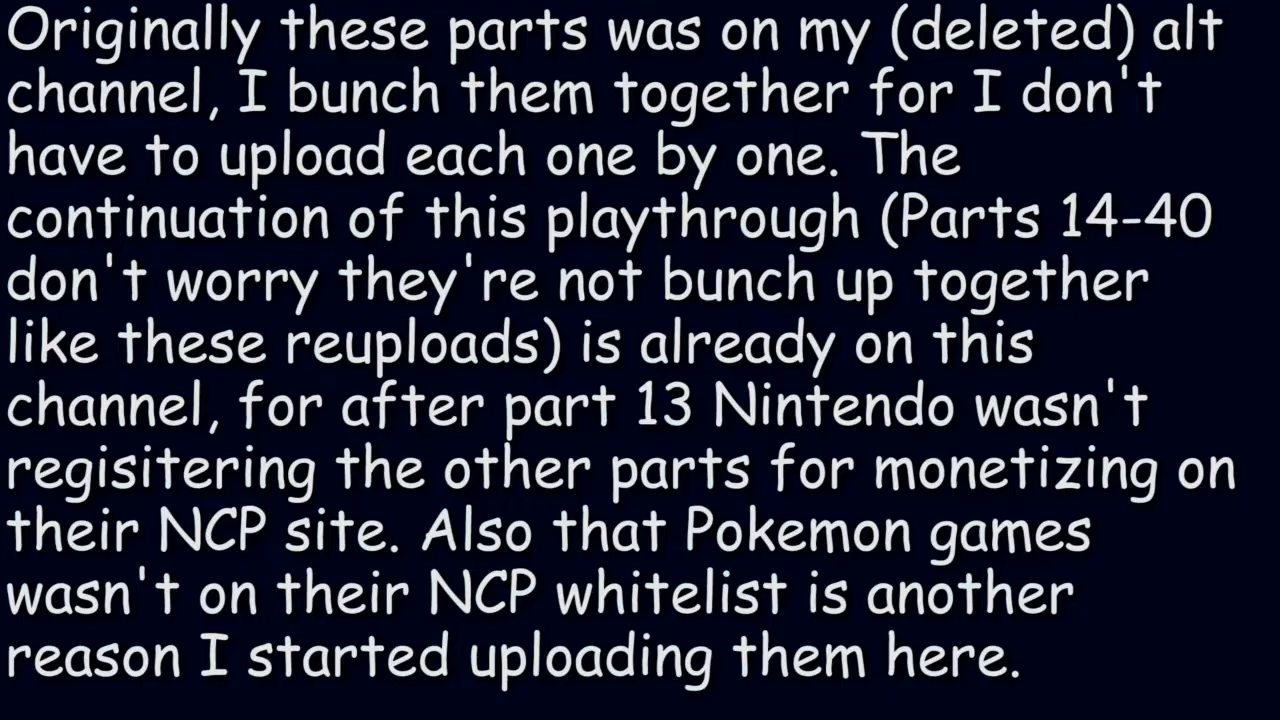 Originally these parts was on my (deleted) alt
channel, I bunch them together for I don't
have to upload each one by one. The
continuation of this playthrough (Parts 14-40
don't worry they're not bunch up together
like these reuploads) is already on this
channel, for after part 13 Nintendo wasn't
regisitering the other parts for monetizing on
their NCP site. Also that Pokemon games
wasn't on their NCP whitelist is another
reason I started uploading them here.